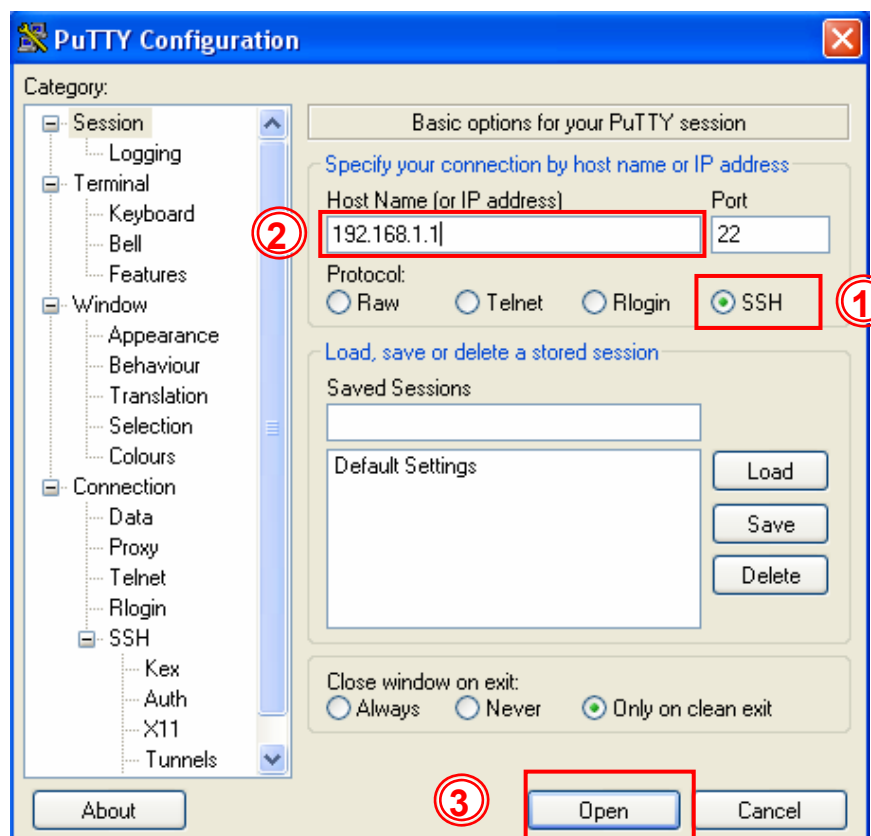 PuTTY Configuration
Category:
Session
Logging
Terminal
Keyboard
Bell
Features
Window
Appearance
Behaviour
Translation
Selection
Colours
Connection
Data
Proxy
Telnet
Rlogin
SSH
Kex
Auth
X11
Tunnels
Basic options for your PuTTY session
Specify your connection by host name or IP address
Host Name (or IP address) Port
2 192.168.1.1 22
Protocol:
Raw Telnet Rlogin SSH 1
Load, save or delete a stored session
Saved Sessions
Default Settings
Load
Save
Delete
Close window on exit:
Always Never Only on clean exit
About 3 Open Cancel